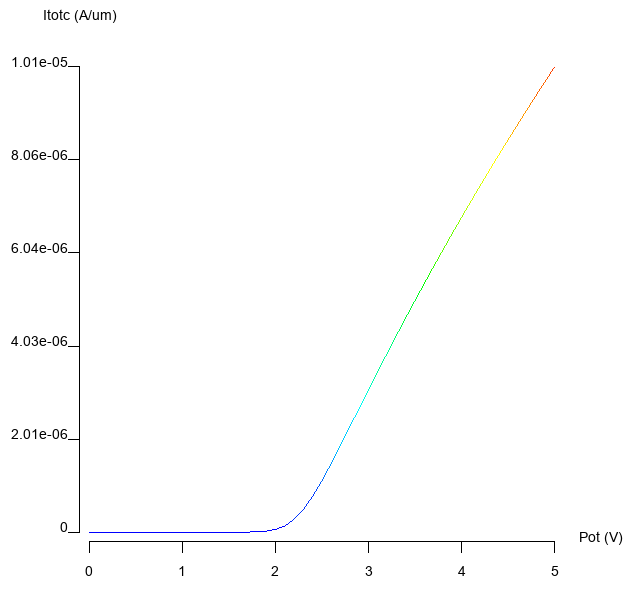 Itotc (A/um)
1.01e-05
8.06e-06
6.04e-06
4.03e-06
2.01e-06
0
Pot (V)
0 1 2 3 4 5